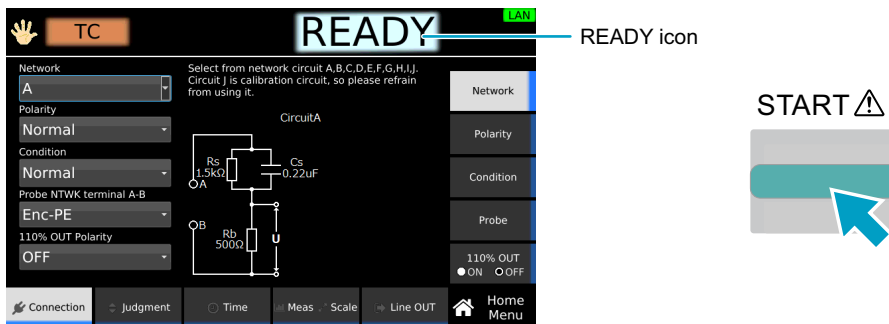 LAN
TC
READY
READY icon
Network
A
Polarity
Normal
Condition
Normal
Probe NTWK terminal A-B
Enc-PE
110% OUT Polarity
OFF
Select from network circuit A,B,C,D,E,F,G,H,I,J.
Circuit J is calibration circuit, so please refrain
from using it.
CircuitA
Rs
1.5kΩ
Cs
0.22uF
A
B
Rb
500Ω
U
Network
Polarity
Condition
Probe
110% OUT
ON OFF
Connection
Judgment
Time
Meas
Scale
Line OUT
Home
Menu
START